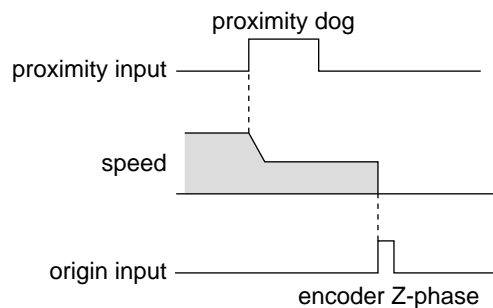 proximity dog
proximity input
speed
origin input
encoder Z-phase